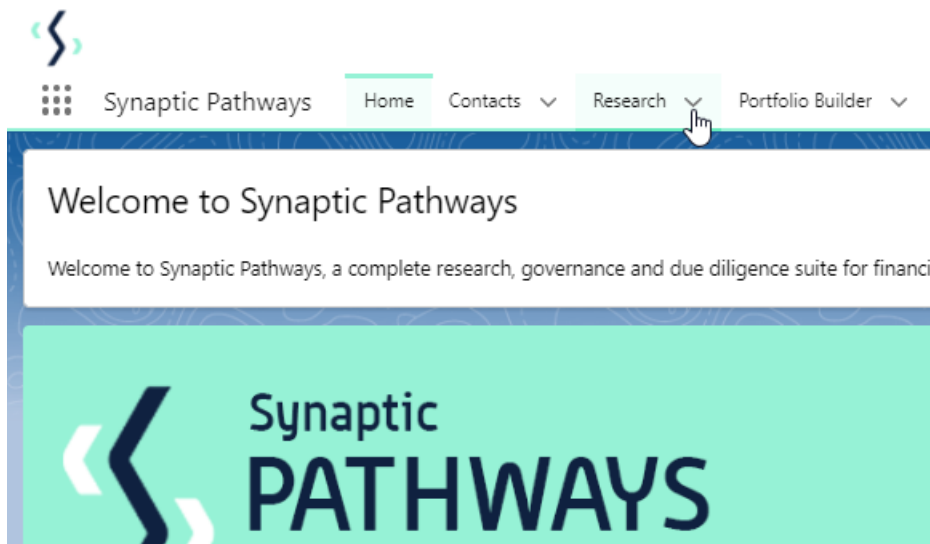 Synaptic Pathways Home Contacts Research Portfolio Builder
Welcome to Synaptic Pathways
Welcome to Synaptic Pathways, a complete research, governance and due diligence suite for financi
Synaptic
PATHWAYS